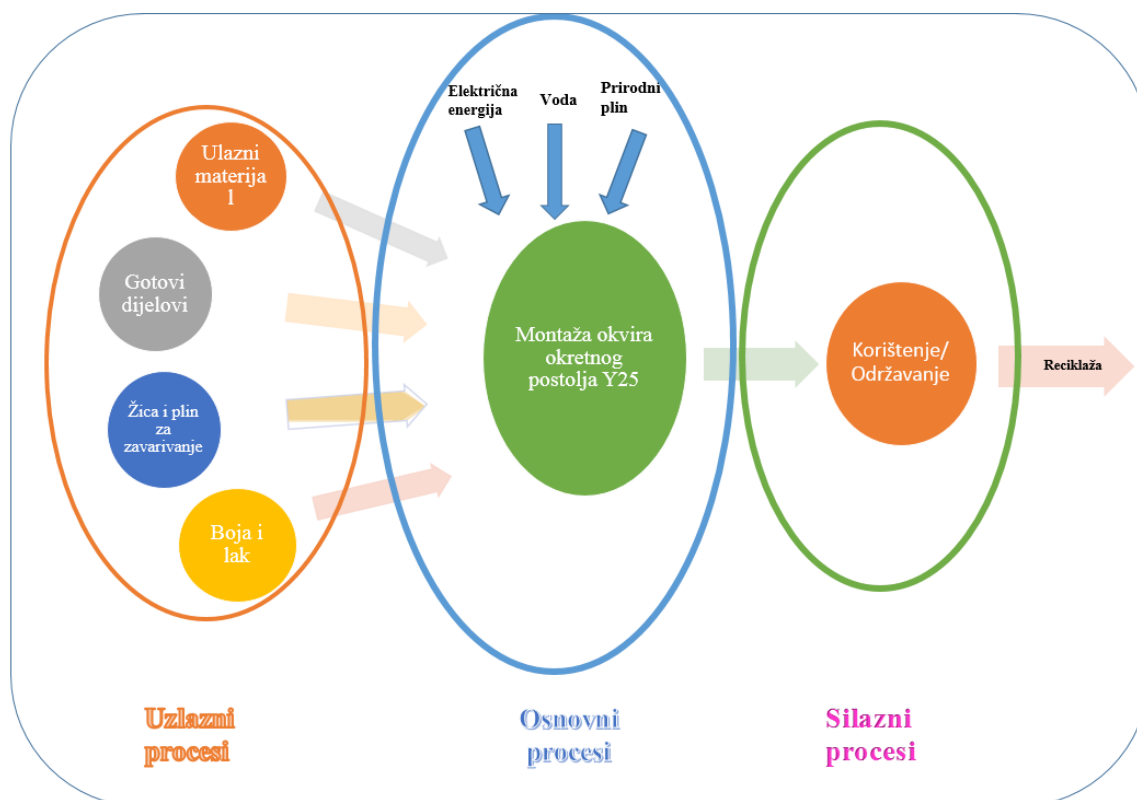 Ulazni
materija
l
Gotovi
dijelovi
Žica i plin
za
zavarivanje
Boja i
lak
Električna
energija
Voda
Prirodni
plin
Montaža okvira
okretnog
postolja Y25
Korištenje/
Održavanje
Reciklaža
Uzlazni
procesi
Osnovni
procesi
Silazni
procesi